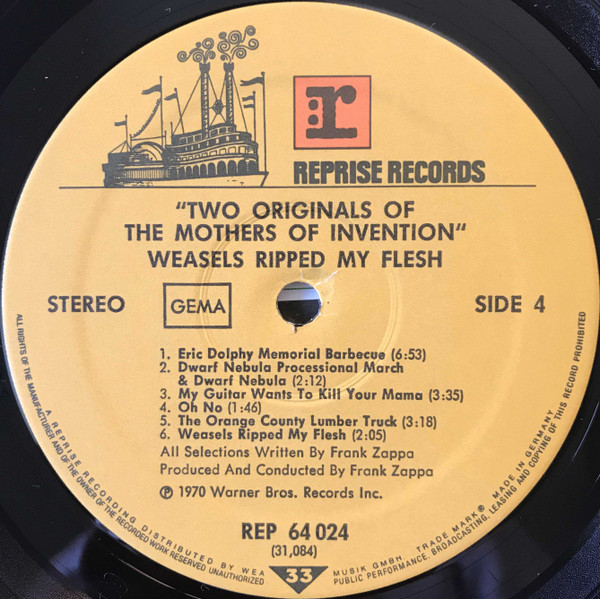 :r
REPRISE RECORDS
"TWO ORIGINALS OF
THE MOTHERS OF INVENTION"
WEASELS RIPPED MY FLESH
STEREO
GEMA
SIDE 4
1. Eric Dolphy Memorial Barbecue (6:53)
2. Dwarf Nebula Processional March
& Dwarf Nebula (2:12)
3. My Guitar Wants To Kill Your Mama (3:35)
4. Oh No (1:46)
5. The Orange County Lumber Truck (3:18)
6. Weasels Ripped My Flesh (2:05)
All Selections Written By Frank Zappa
Produced And Conducted By Frank Zappa
℗ 1970 Warner Bros. Records Inc.
REP 64 024
(31,084)
33
A REPRISE RECORDING DISTRIBUTED BY WEA MUSIK GMBH. TRADE MARK® MADE IN GERMANY
ALL RIGHTS OF THE MANUFACTURER AND OF THE OWNER OF THE RECORDED WORK RESERVED UNAUTHORIZED PUBLIC PERFORMANCE, BROADCASTING, LEASING AND COPYING OF THIS RECORD PROHIBITED